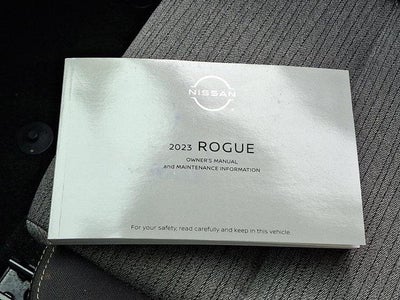 NISSAN
2023 ROGUE
OWNER'S MANUAL
and MAINTENANCE INFORMATION
For your safety, read carefully and keep in this vehicle.